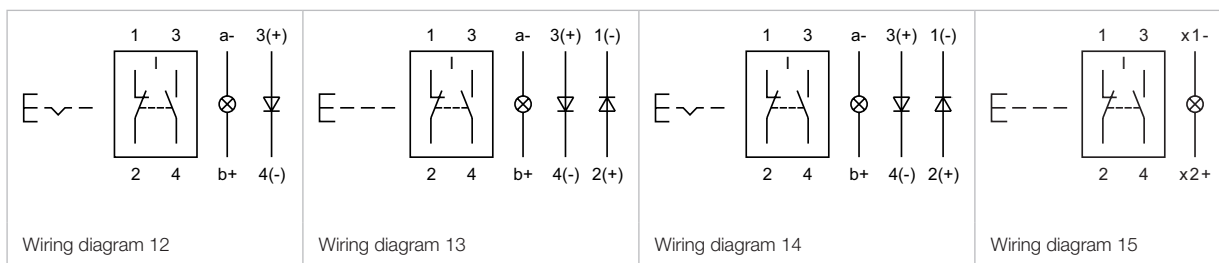 1 3 a- 3(+)
I
2 4 b+ 4(-)
Wiring diagram 12
1 3 a- 3(+) 1(-)
I
2 4 b+ 4(-) 2(+)
Wiring diagram 13
1 3 a- 3(+) 1(-)
I
2 4 b+ 4(-) 2(+)
Wiring diagram 14
1 3 x1-
I
2 4 x2+
Wiring diagram 15